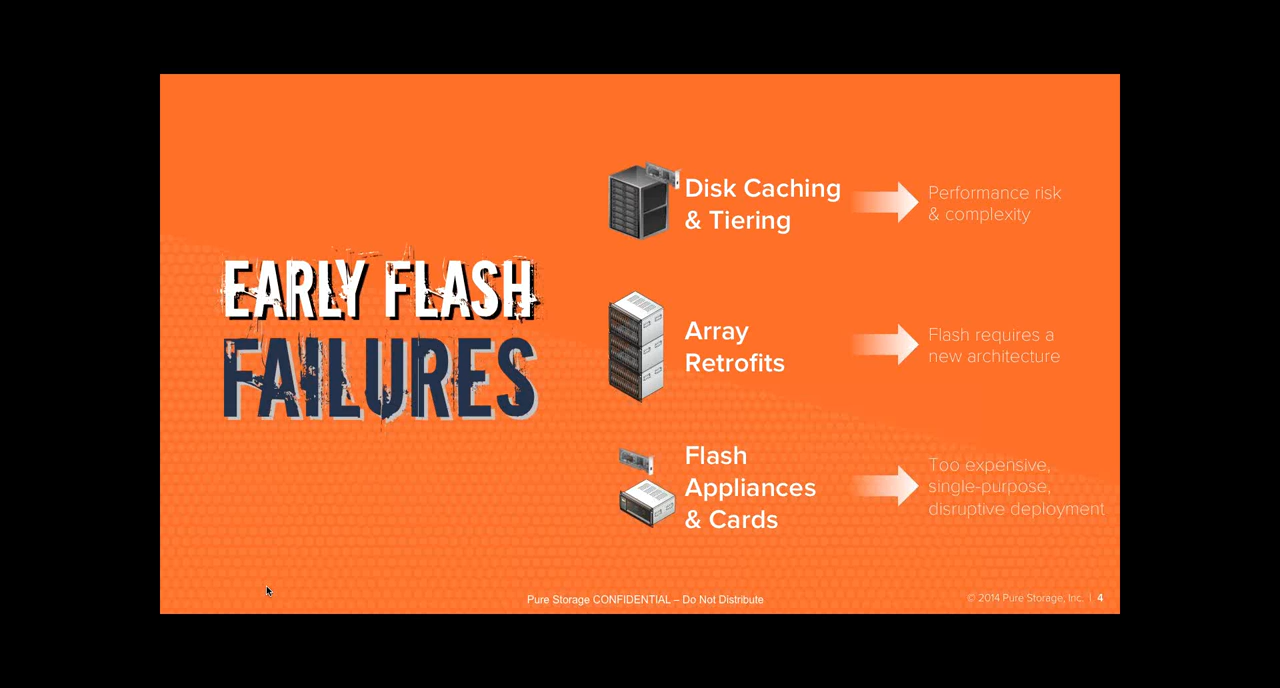 EARLY FLASH
FAILURES
Disk Caching
& Tiering
Performance risk
& complexity
Array
Retrofits
Flash requires a
new architecture
Flash
Appliances
& Cards
Too expensive,
single-purpose,
disruptive deployment
Pure Storage CONFIDENTIAL – Do Not Distribute
© 2014 Pure Storage, Inc. | 4